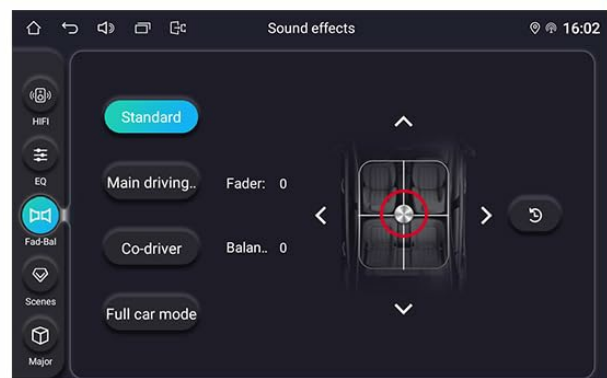 Sound effects
16:02
HIFI
EQ
Fad-Bal
Scenes
Major
Standard
Main driving..
Co-driver
Full car mode
Fader: 0
Balan.. 0